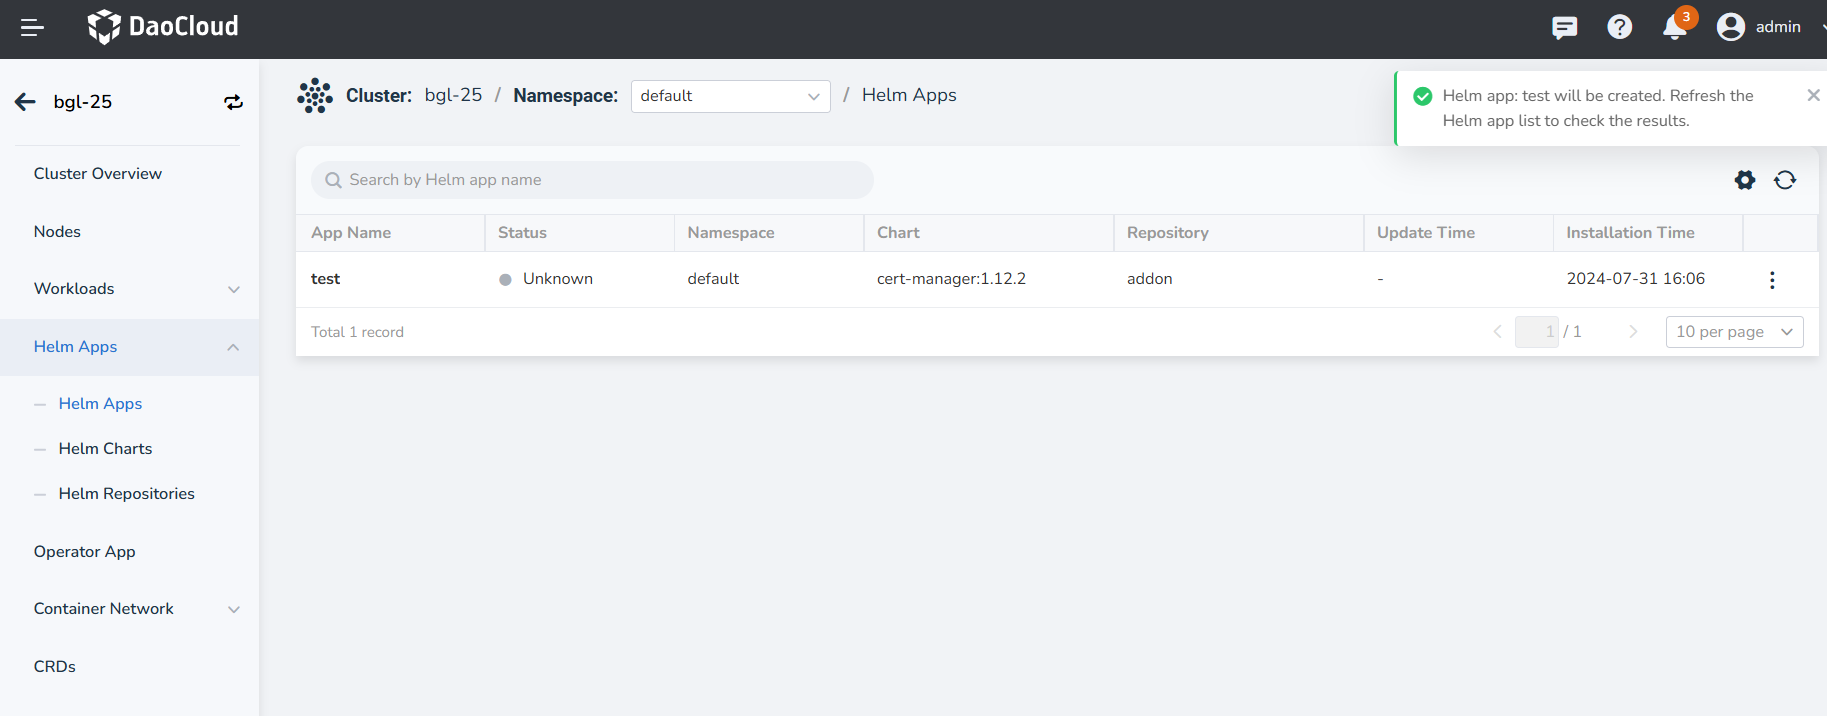 DaoCloud
3
admin
bgl-25
Cluster: bgl-25 / Namespace: default / Helm Apps
Helm app: test will be created. Refresh the
Helm app list to check the results.
Cluster Overview
Nodes
Workloads
Helm Apps
Helm Apps
Helm Charts
Helm Repositories
Operator App
Container Network
CRDs
Search by Helm app name
App Name Status Namespace Chart Repository Update Time Installation Time
test Unknown default cert-manager:1.12.2 addon - 2024-07-31 16:06
Total 1 record 1 / 1 10 per page